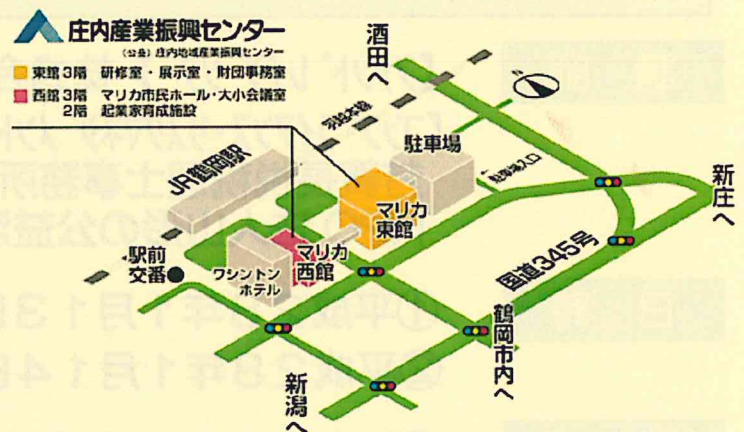 庄内産業振興センター
(公益)庄内地域産業振興センター
東館3階 研修室・展示室・財団事務室
西館3階 マリカ市民ホール・大小会議室
2階 起業家育成施設
酒田へ
羽越本線
駐車場
JR鶴岡駅
駐車場入口
新庄へ
マリカ
東館
国道345号
駅前
交番
マリカ
西館
ワシントン
ホテル
鶴岡市内へ
新潟へ